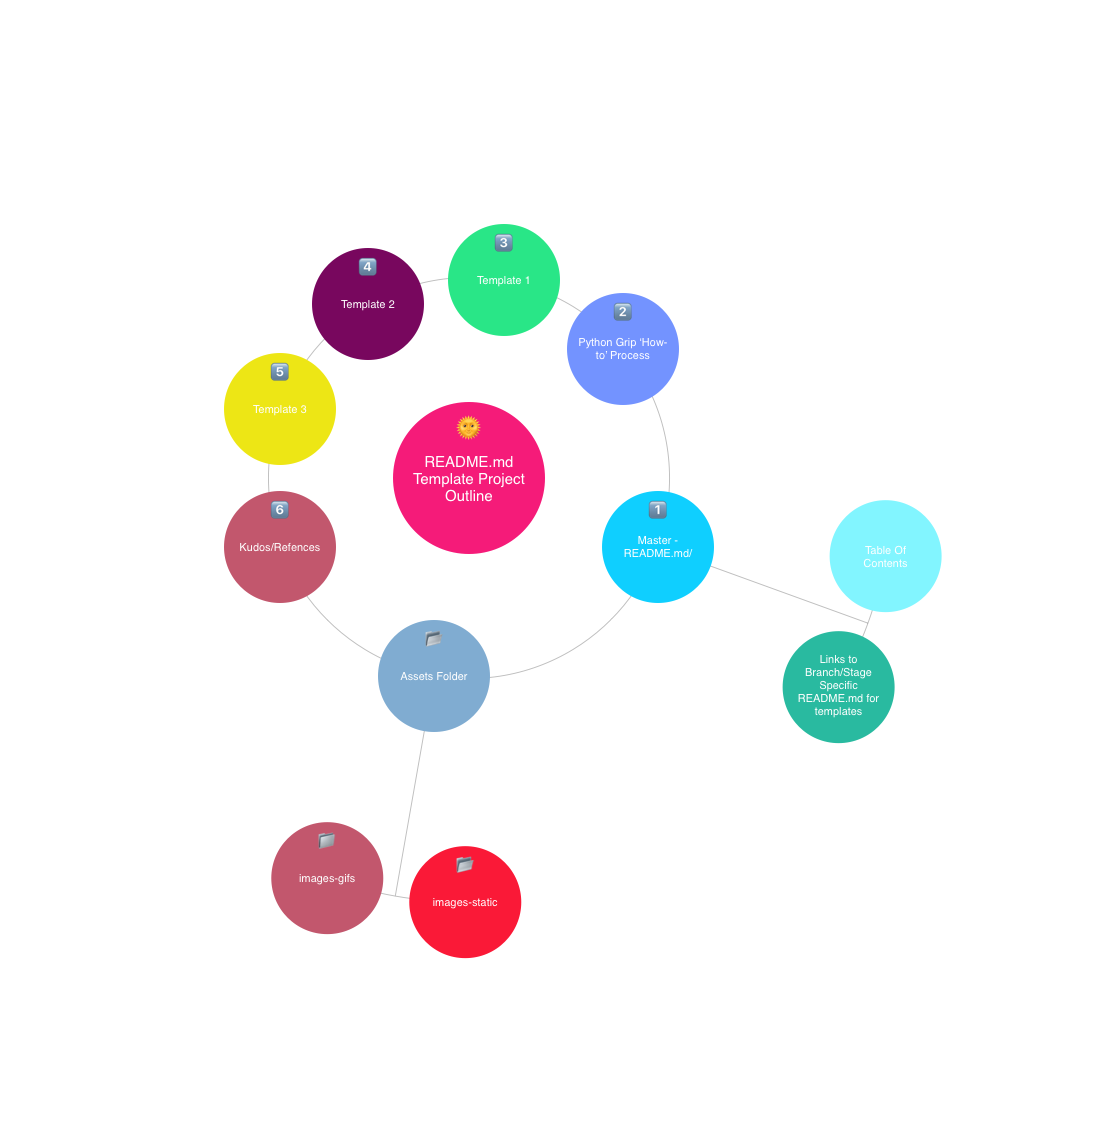 3
Template 1
4
Template 2
2
Python Grip ‘How-
to’ Process
5
Template 3
README.md
Template Project
Outline
6
Kudos/Refences
1
Master -
README.md/
Table Of
Contents
Links to
Branch/Stage
Specific
README.md for
templates
Assets Folder
images-gifs
images-static